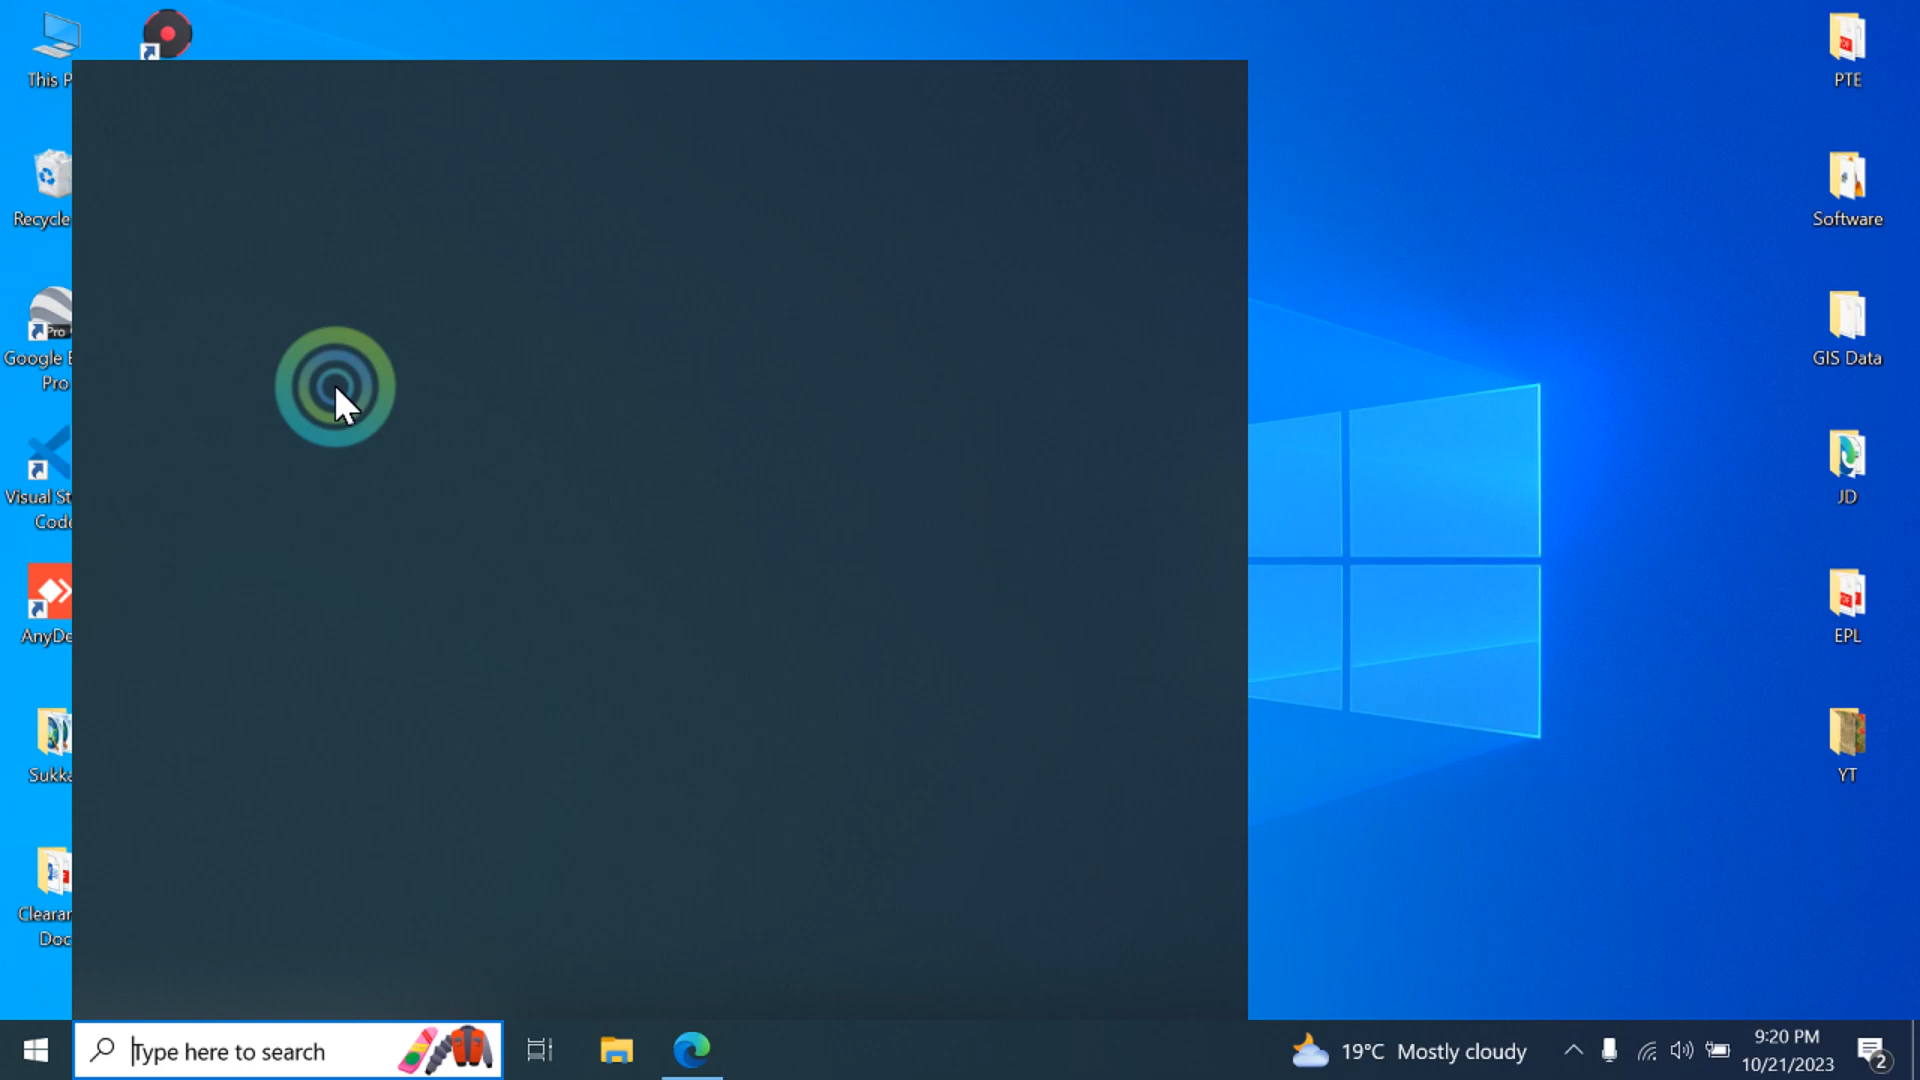 This P
Recycle
Pro
Google E
Pro
Visual St
Code
AnyDe
Sukka
Clearan
Doc
PTE
Software
GIS Data
JD
EPL
YT
Type here to search
19°C Mostly cloudy
9:20 PM
10/21/2023
2